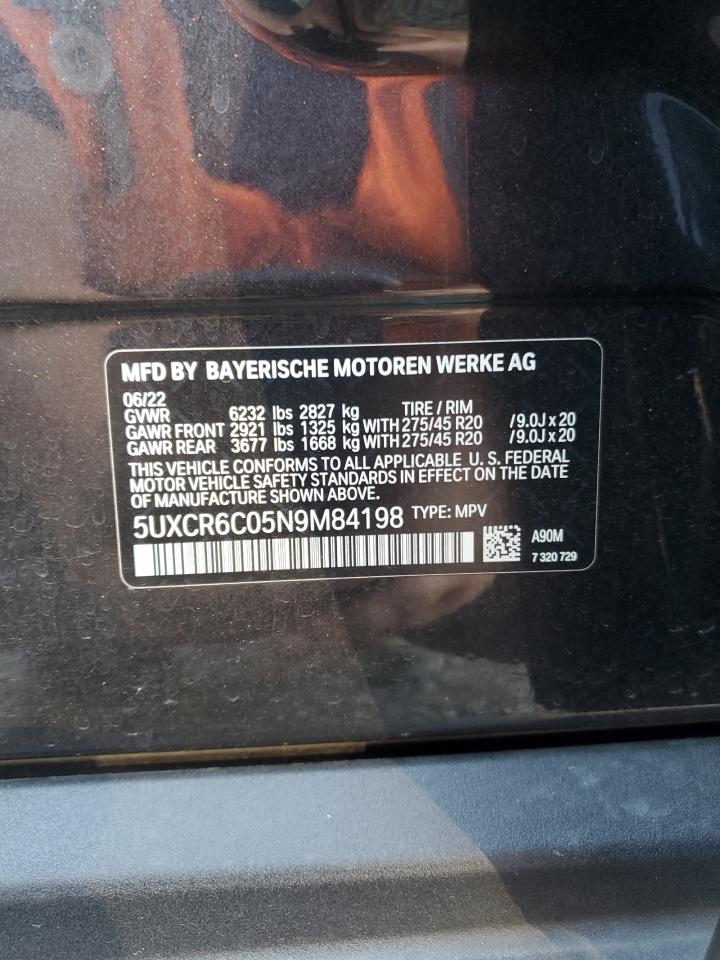 MFD BY BAYERISCHE MOTOREN WERKE AG
06/22 TIRE / RIM
GVWR 6232 lbs 2827 kg
GAWR FRONT 2921 lbs 1325 kg WITH 275/45 R20 / 9.0J x 20
GAWR REAR 3677 lbs 1668 kg WITH 275/45 R20 / 9.0J x 20
THIS VEHICLE CONFORMS TO ALL APPLICABLE U. S. FEDERAL
MOTOR VEHICLE SAFETY STANDARDS IN EFFECT ON THE DATE
OF MANUFACTURE SHOWN ABOVE.
5UXCR6C05N9M84198 TYPE: MPV
A90M
7 320 729